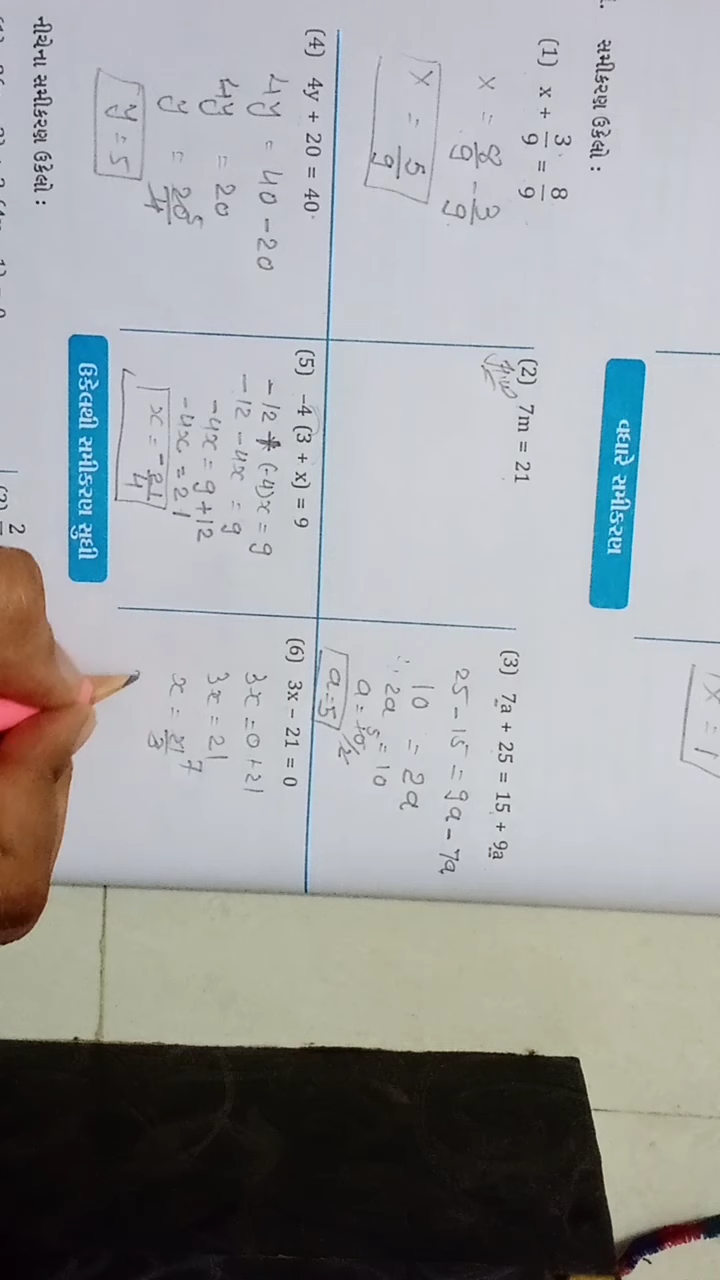 વધારે સમીકરણ
સમીકરણ ઉકેલો :
(1) x + 3/9 = 8/9
x = 8/9 - 3/9
x = 5/9
(2) 7m = 21
(3) 7a + 25 = 15 + 9a
25 - 15 = 9a - 7a
10 = 2a
∴ 2a = 10
a = 10/2 5
a = 5
(4) 4y + 20 = 40
4y = 40 - 20
4y = 20
y = 20/4 5
y = 5
(5) -4 (3 + x) = 9
-12 + (-4)x = 9
-12 - 4x = 9
-4x = 9 + 12
-4x = 21
x = -21/4
(6) 3x - 21 = 0
3x = 0 + 21
3x = 21
x = 21/3 7
ઉકેલથી સમીકરણ સુધી
નીચેના સમીકરણ ઉકેલો :